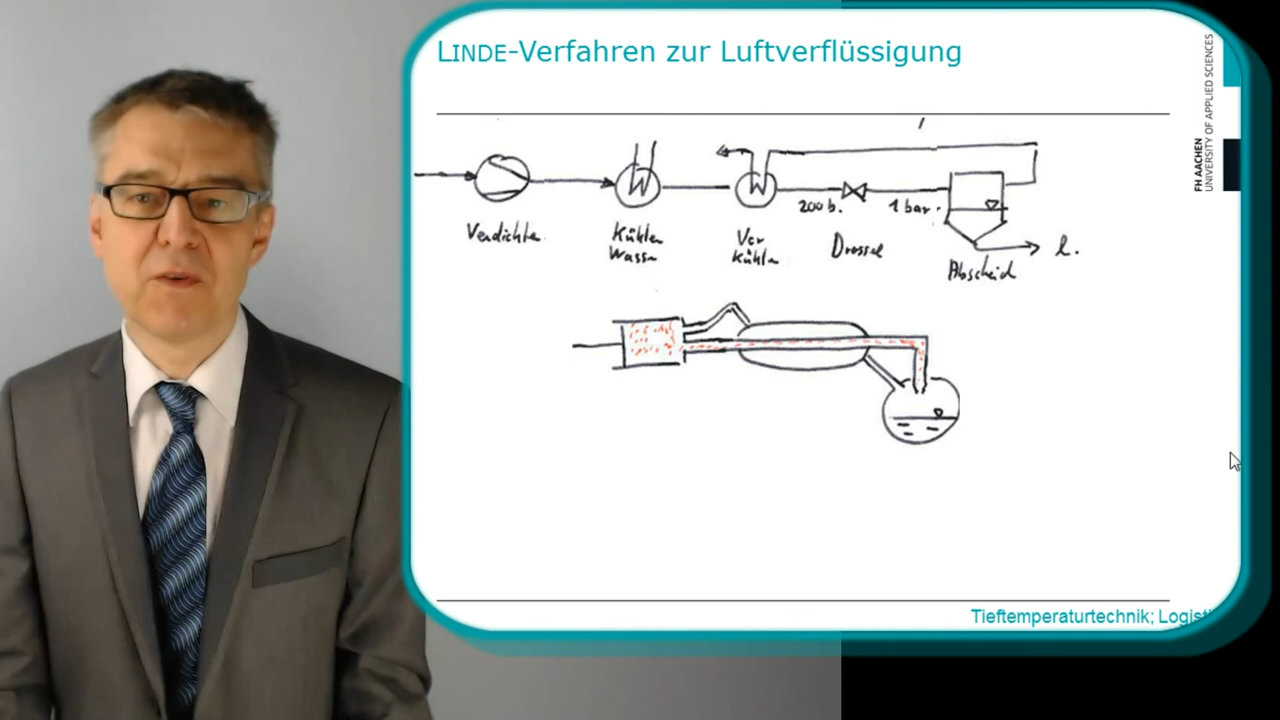 LINDE-Verfahren zur Luftverflüssigung
FH AACHEN
UNIVERSITY OF APPLIED SCIENCES
200 b.
1 bar.
Verdichter
Kühler
Wasser
Vor
Kühler
Drossel
Abscheid
l.
Tieftemperaturtechnik;